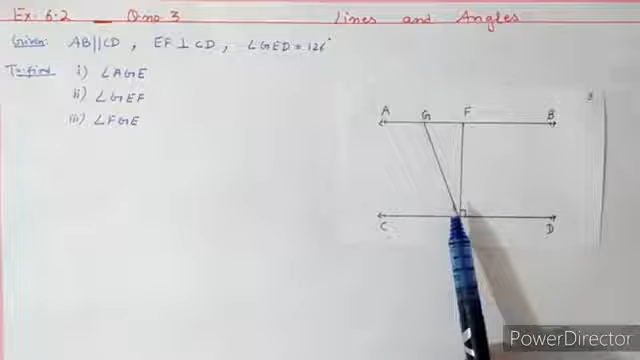 Ex. 6.2 Q.no 3 Lines and Angles
Given: AB||CD, EF ⊥ CD, ∠GED = 126°
To find i) ∠AGE
ii) ∠GEF
iii) ∠FGE
A G F B
C D
PowerDirector